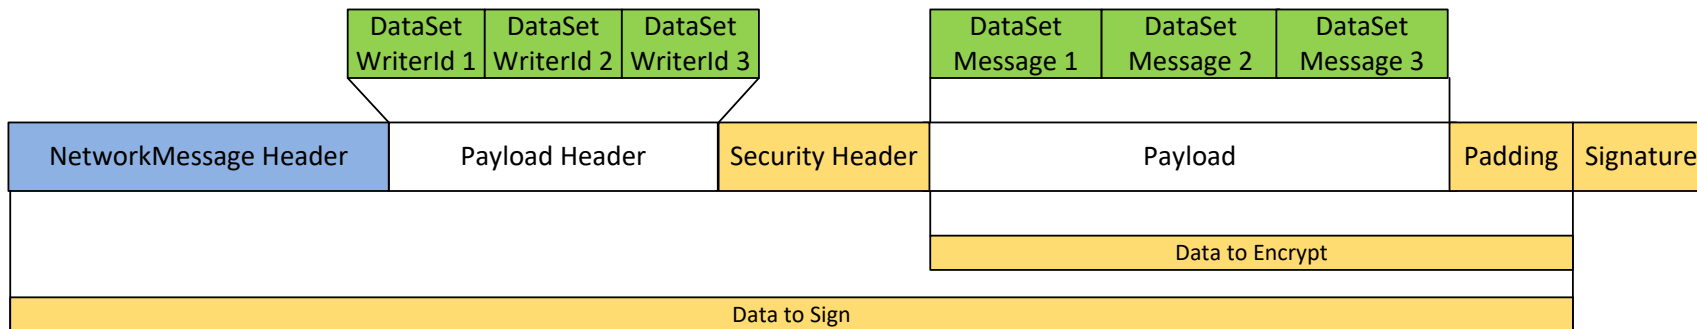 DataSet
WriterId 1
DataSet
WriterId 2
DataSet
WriterId 3
DataSet
Message 1
DataSet
Message 2
DataSet
Message 3
NetworkMessage Header
Payload Header
Security Header
Payload
Padding
Signature
Data to Encrypt
Data to Sign